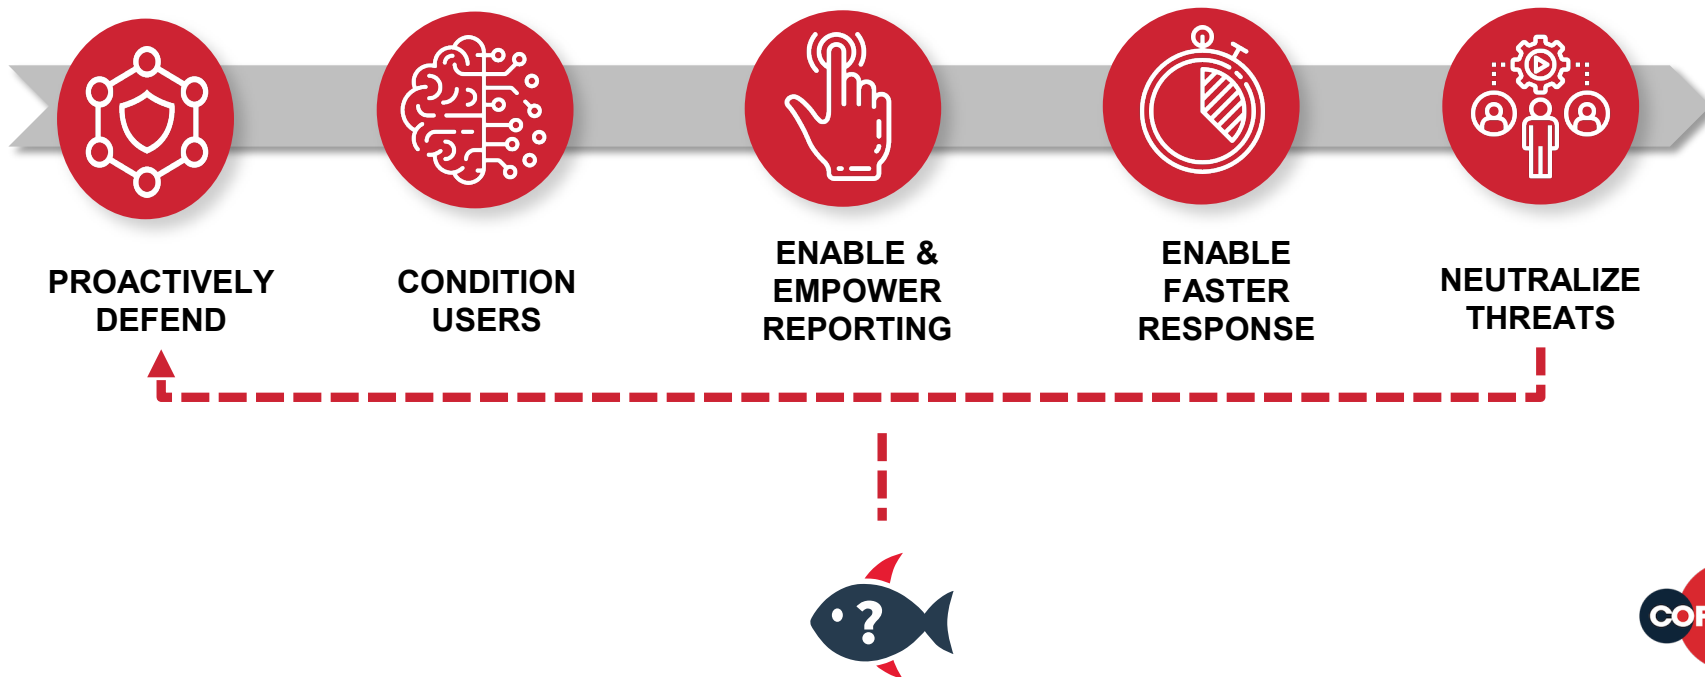 PROACTIVELY
DEFEND
CONDITION
USERS
ENABLE &
EMPOWER
REPORTING
ENABLE
FASTER
RESPONSE
NEUTRALIZE
THREATS
?